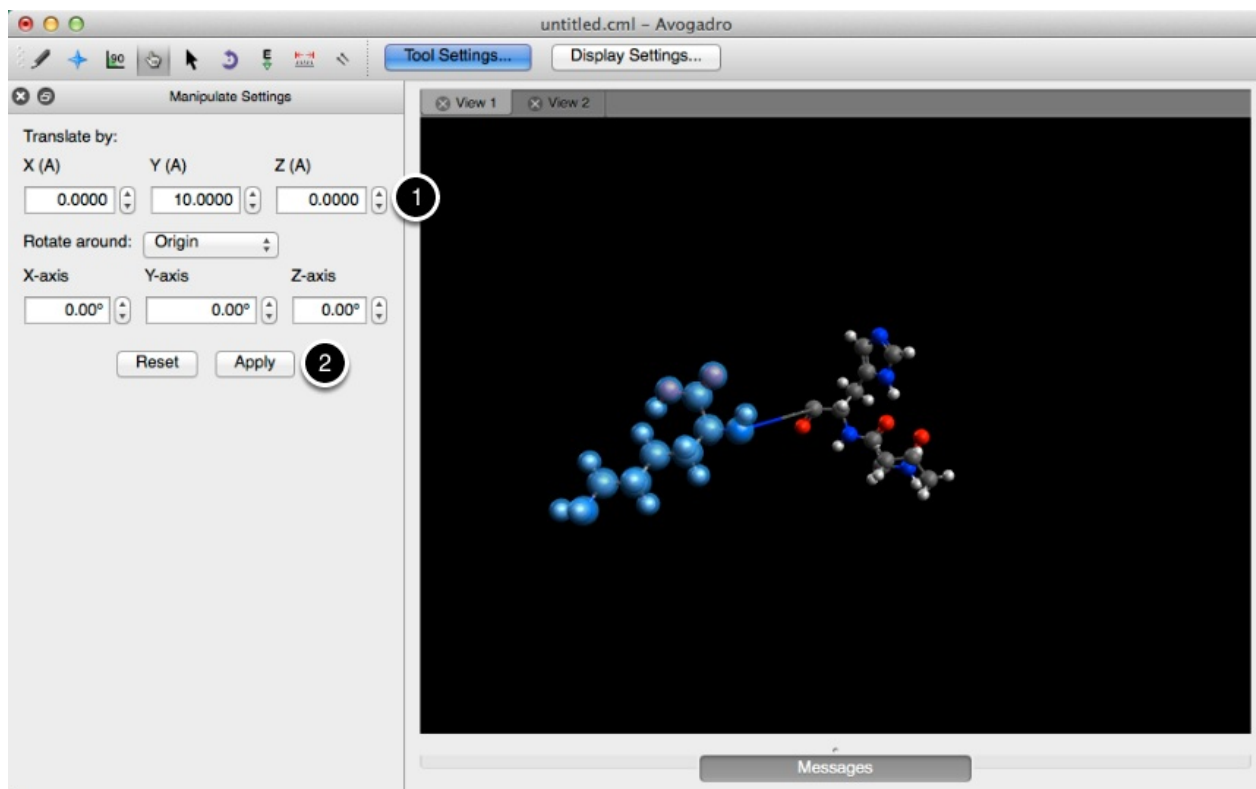 untitled.cml – Avogadro
90
E
Tool Settings...
Display Settings...
Manipulate Settings
View 1
View 2
Translate by:
X (A)
Y (A)
Z (A)
0.0000
10.0000
0.0000
1
Rotate around:
Origin
X-axis
Y-axis
Z-axis
0.00°
0.00°
0.00°
Reset
Apply
2
Messages